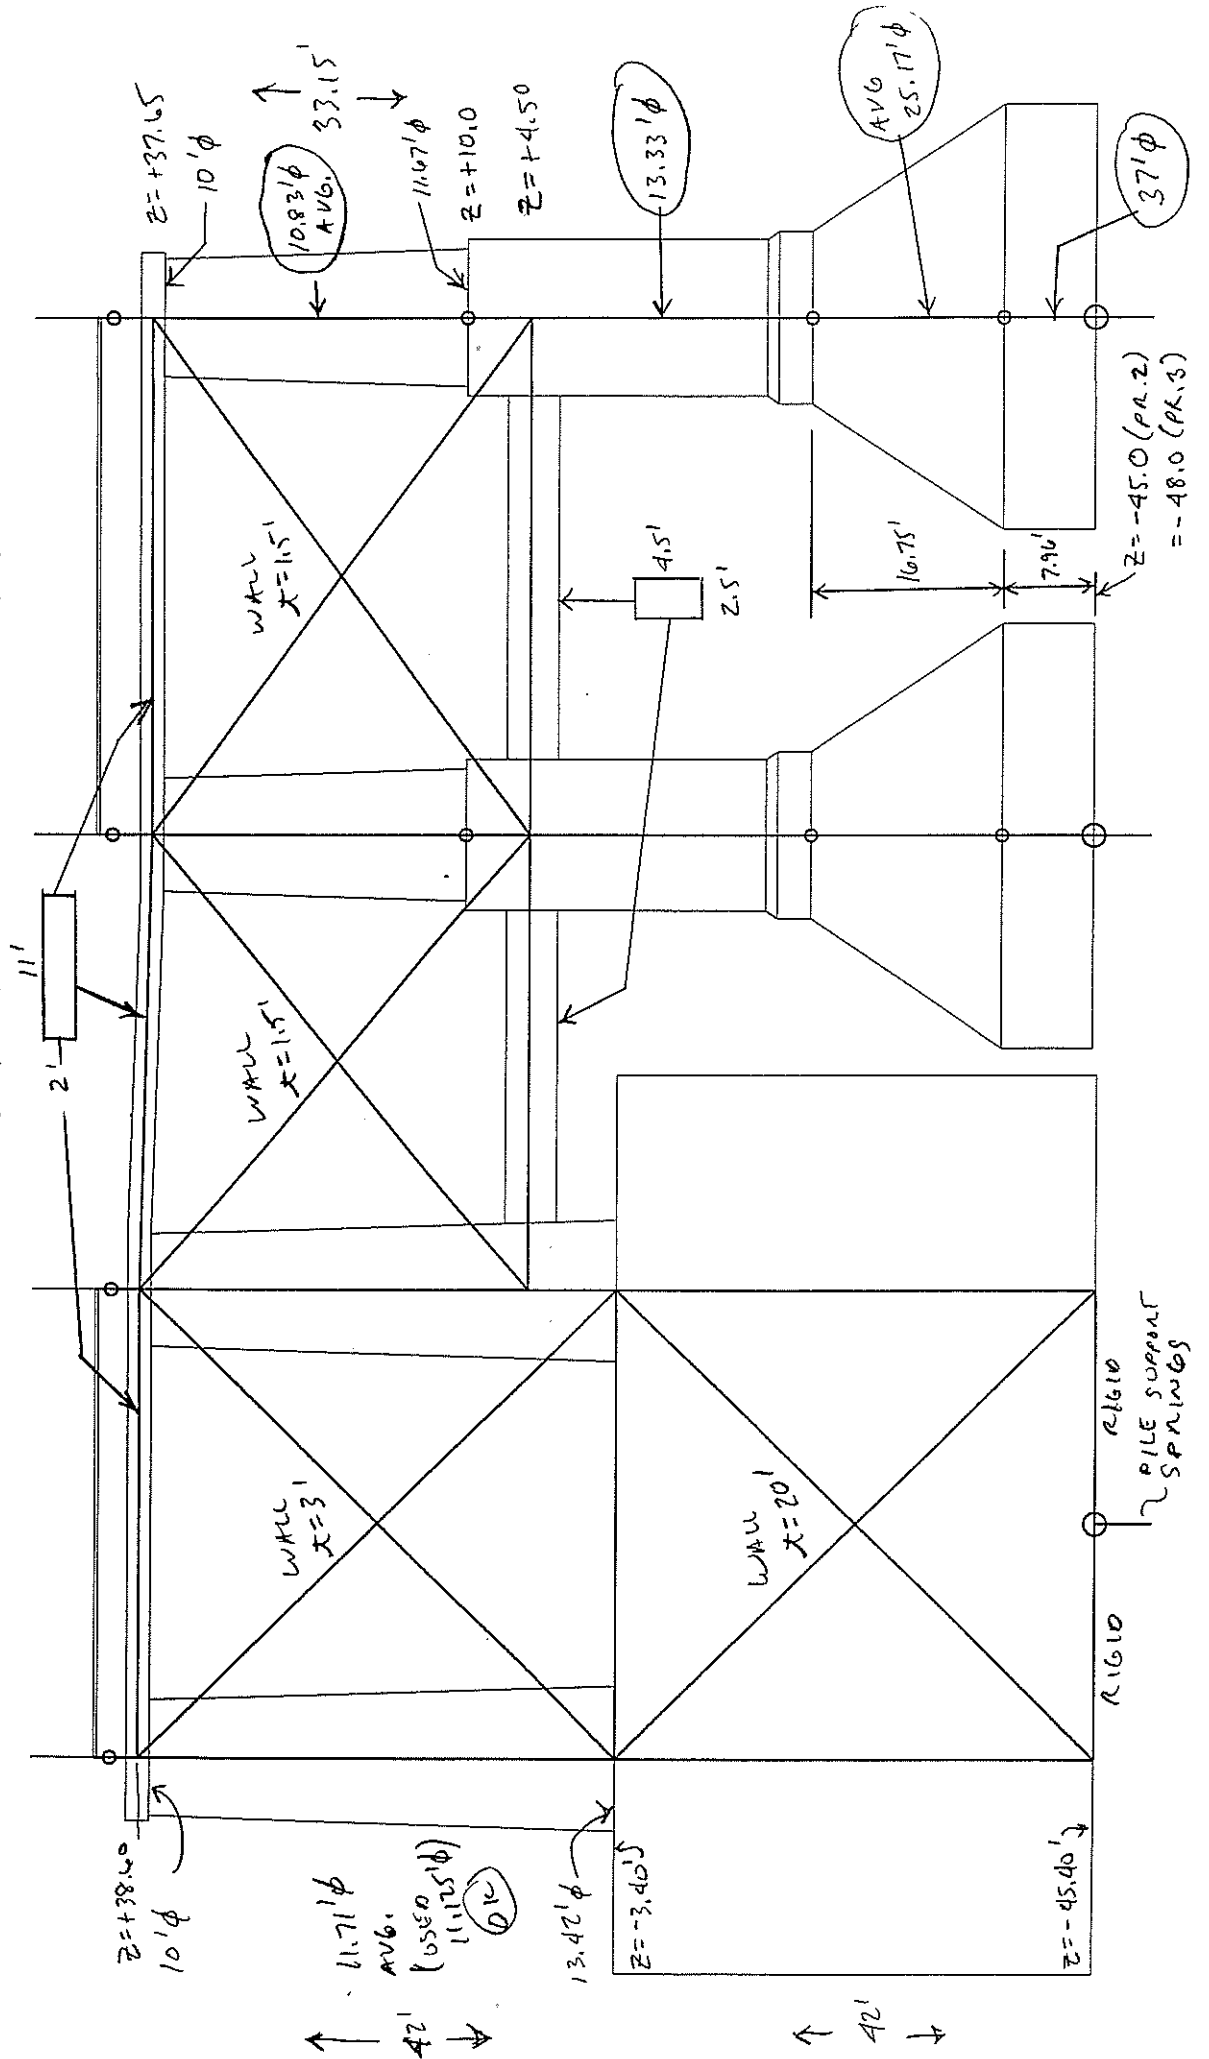 11'
2'
Z=+37.65
10'ϕ
10.83'ϕ
AVG.
↑
33.15'
↓
11.67'ϕ
Z=+10.0
Z=+4.50
13.33'ϕ
AVG
25.17'ϕ
37'ϕ
WALL
t=1.5'
WALL
t=1.5'
4.5'
2.5'
16.75'
7.96'
Z=-45.0 (PR.2)
=-48.0 (PR.3)
WALL
t=3'
WALL
t=20'
RIGID
RIGID
PILE SUPPORT
SPRINGS
Z=+38.60
10'ϕ
11.71'ϕ
AVG.
(USED
11.125'ϕ)
OK
42'
13.42'ϕ
Z=-3.40'
42'
Z=-45.40'